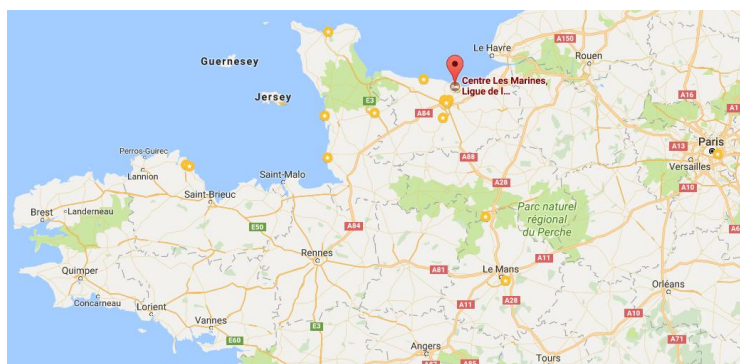 Le Havre
A150
Rouen
Guernesey
Centre Les Marines,
Ligue de l...
Jersey
E3
A84
A16
A1
Paris
A13
Versailles
A10
A88
A28
Perros-Guirec
Lannion
Saint-Malo
Saint-Brieuc
Brest
Landerneau
E50
A84
Parc naturel
régional
du Perche
A6
Rennes
A11
Quimper
A81
Le Mans
Concarneau
Lorient
Orléans
A11
A28
A10
Vannes
E3
A71
E60
Angers
Tours